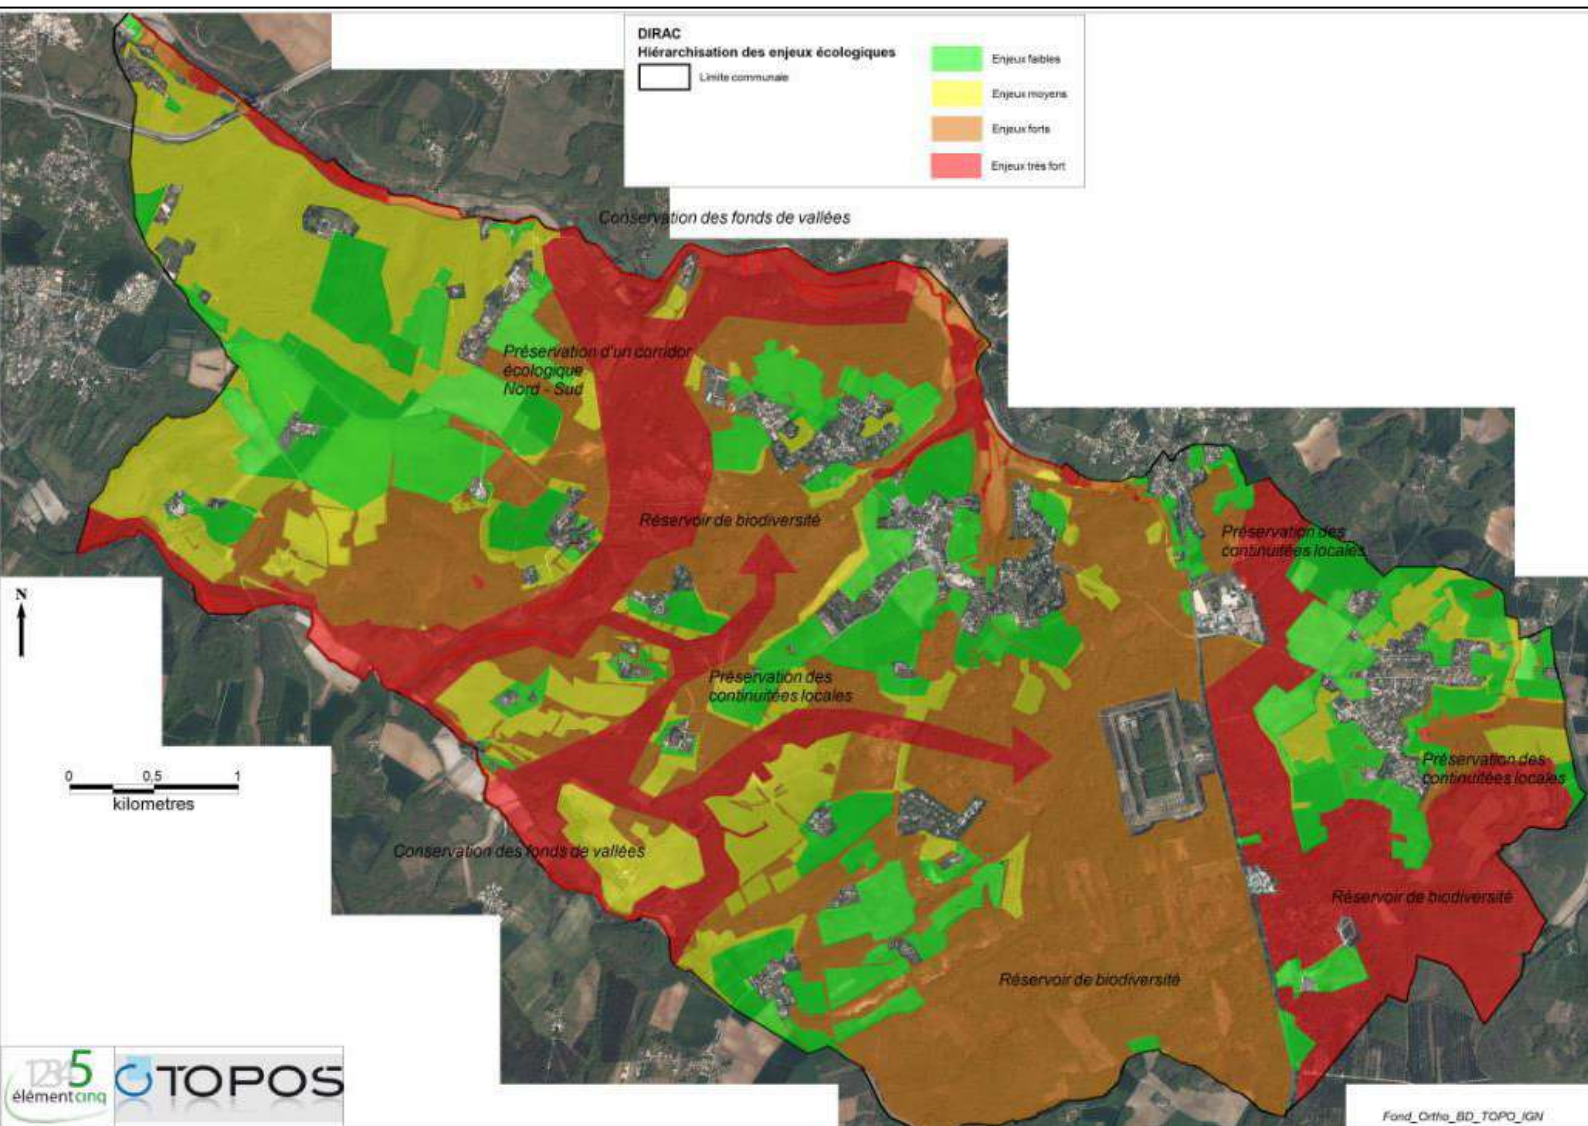 DIRAC
Hiérarchisation des enjeux écologiques
Limite communale
Enjeux faibles
Enjeux moyens
Enjeux forts
Enjeux très fort
Conservation des fonds de vallées
Préservation d'un corridor
écologique
Nord - Sud
Réservoir de biodiversité
Préservation des
continuitées locales
Préservation des
continuitées locales
Préservation des
continuitées locales
Conservation des fonds de vallées
Réservoir de biodiversité
Réservoir de biodiversité
N
0 0,5 1
kilometres
12345
élément cinq
TOPOS
Fond_Ortho_BD_TOPO_IGN